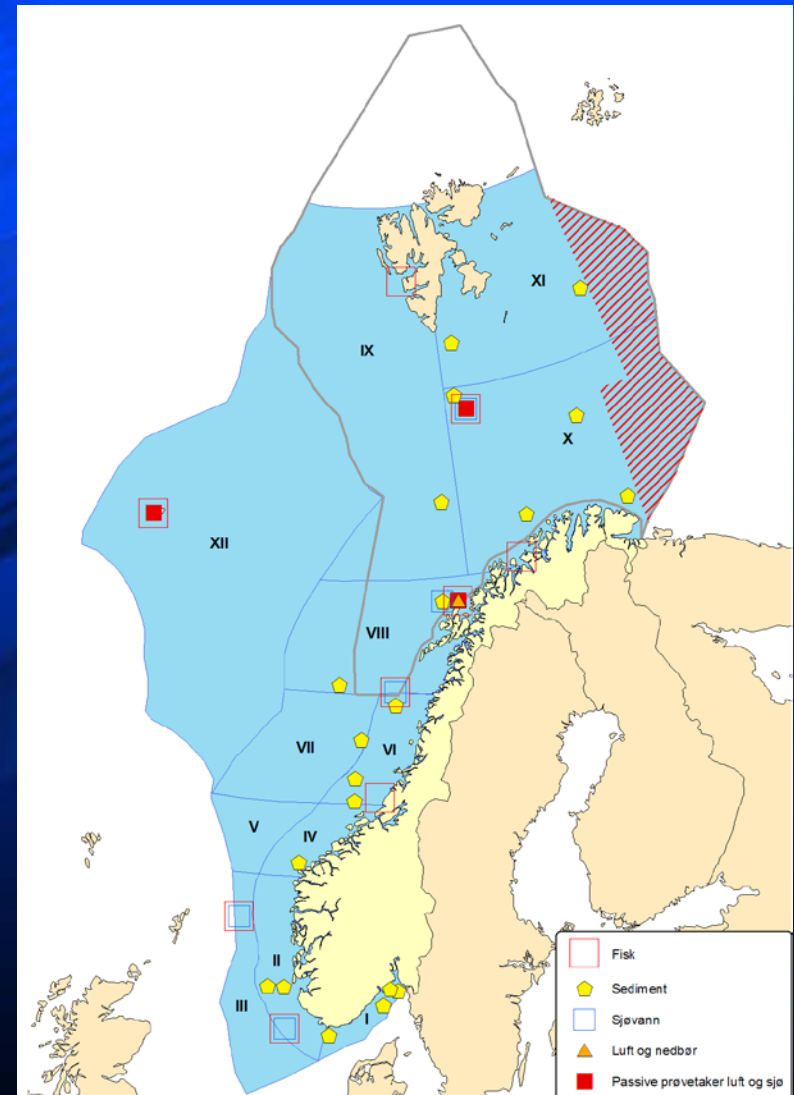 XI
I
IX
X
XII
VIII
VII
VI
V
IV
II
III
I
Fisk
Sediment
Sjøvann
Luft og nedbør
Passive prøvetaker luft og sjø